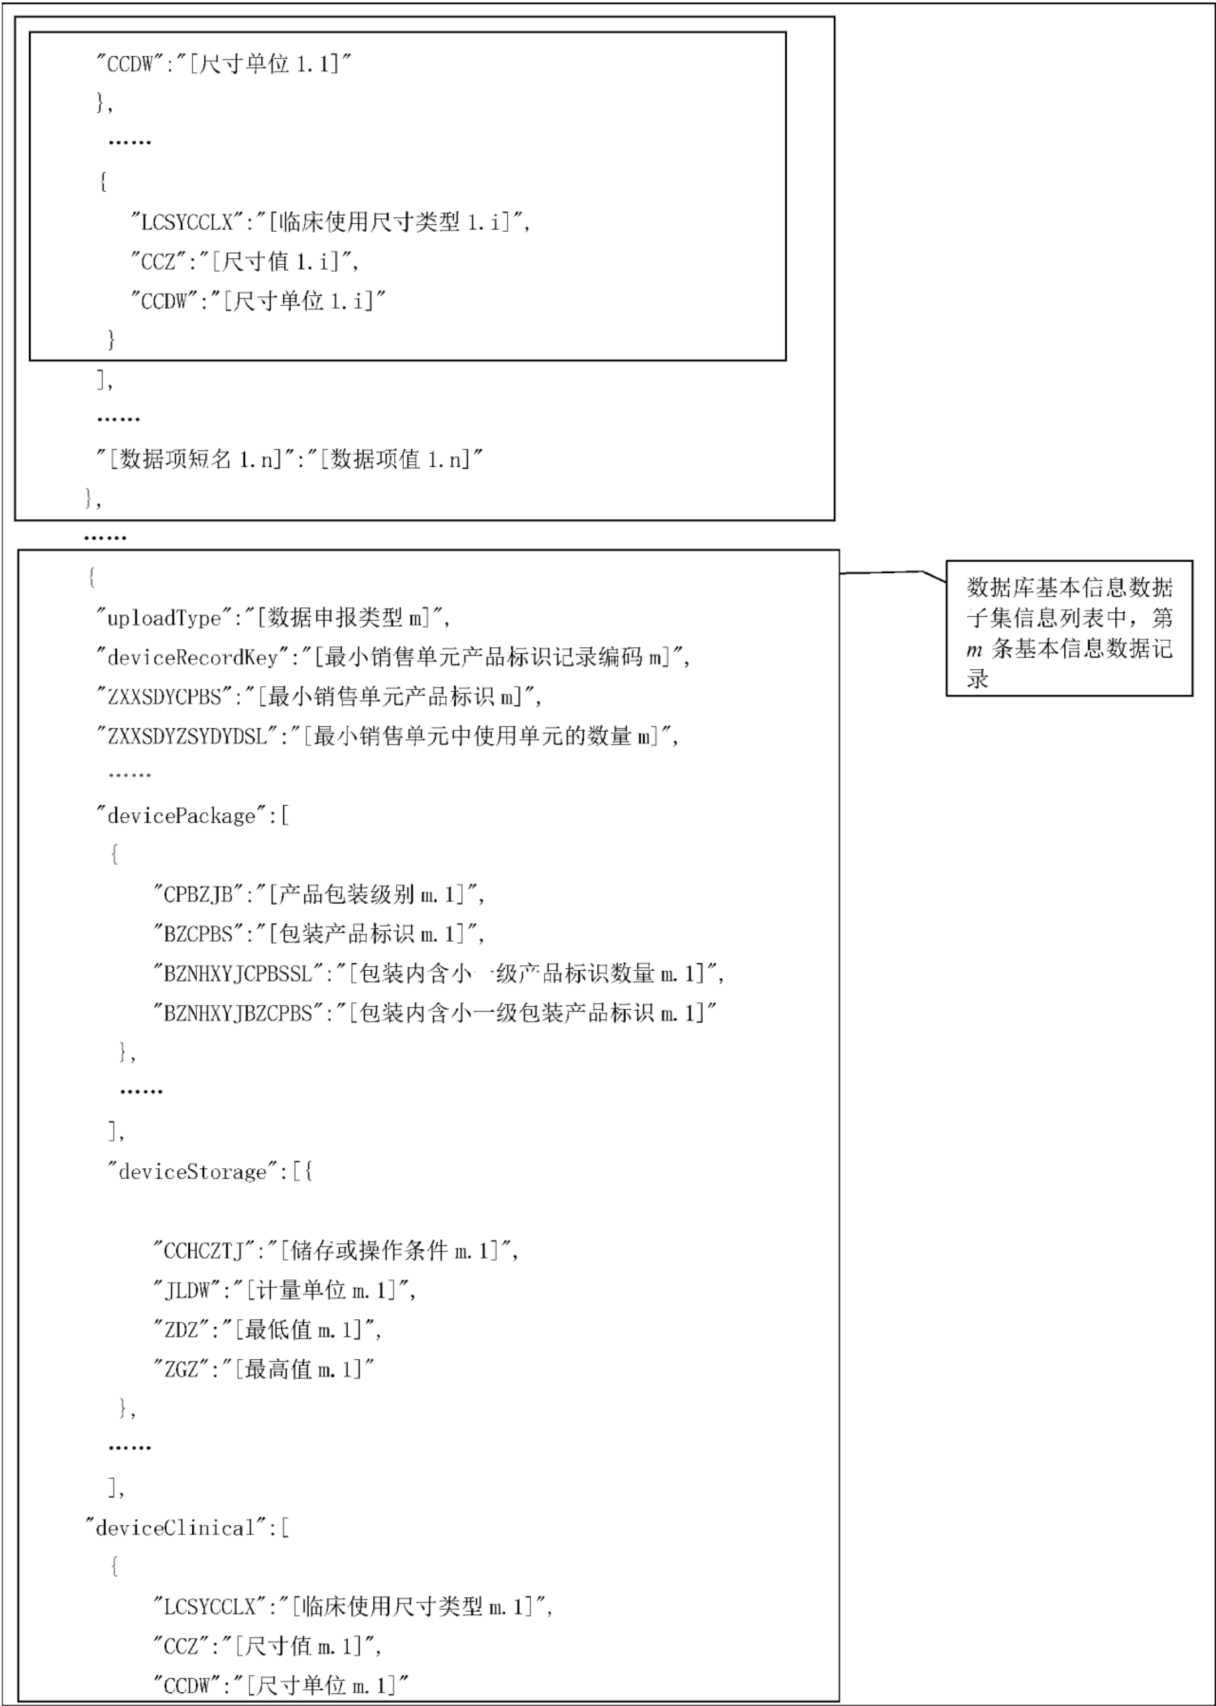 "CCDW":"[尺寸单位 1.1]"
},
……
{
"LCSYCCLX":"[临床使用尺寸类型 1.i]",
"CCZ":"[尺寸值 1.i]",
"CCDW":"[尺寸单位 1.i]"
}
],
……
"[数据项短名 1.n]":"[数据项值 1.n]"
},
……
{
"uploadType":"[数据申报类型 m]",
"deviceRecordKey":"[最小销售单元产品标识记录编码 m]",
"ZXXSDYCPBS":"[最小销售单元产品标识 m]",
"ZXXSDYZSYDYDSL":"[最小销售单元中使用单元的数量 m]",
……
"devicePackage":[
{
"CPBZJB":"[产品包装级别 m.1]",
"BZCPBS":"[包装产品标识 m.1]",
"BZNHXYJCPBSSL":"[包装内含小一级产品标识数量 m.1]",
"BZNHXYJBZCPBS":"[包装内含小一级包装产品标识 m.1]"
},
……
],
"deviceStorage":[{
"CCHCZTJ":"[储存或操作条件 m.1]",
"JLDW":"[计量单位 m.1]",
"ZDZ":"[最低值 m.1]",
"ZGZ":"[最高值 m.1]"
},
……
],
"deviceClinical":[
{
"LCSYCCLX":"[临床使用尺寸类型 m.1]",
"CCZ":"[尺寸值 m.1]",
"CCDW":"[尺寸单位 m.1]"
数据库基本信息数据
子集信息列表中，第
m 条基本信息数据记
录